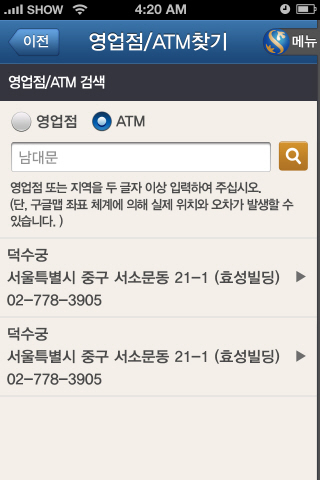 SHOW 4:20 AM
이전 영업점/ATM찾기 메뉴
영업점/ATM 검색
영업점 ATM
남대문
영업점 또는 지역을 두 글자 이상 입력하여 주십시오.
(단, 구글맵 좌표 체계에 의해 실제 위치와 오차가 발생할 수
있습니다. )
덕수궁
서울특별시 중구 서소문동 21-1 (효성빌딩)
02-778-3905
덕수궁
서울특별시 중구 서소문동 21-1 (효성빌딩)
02-778-3905